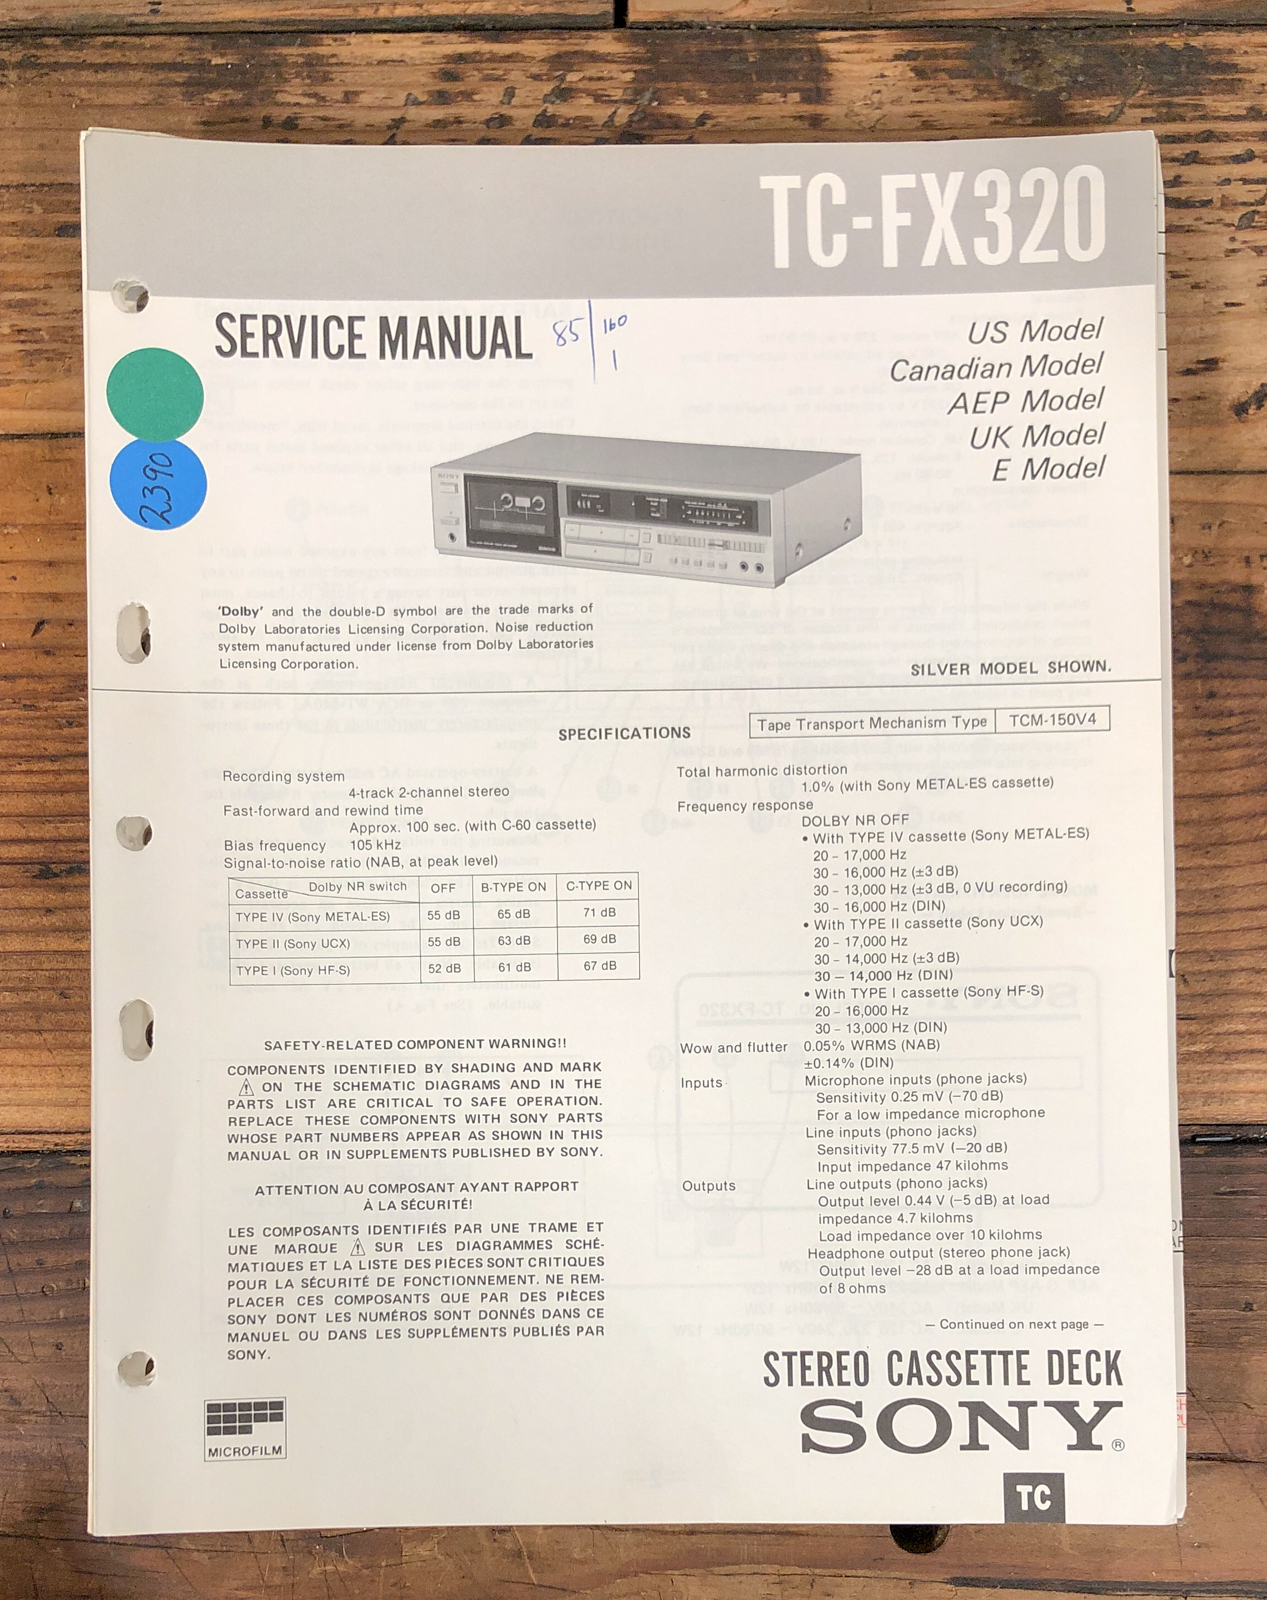 TC-FX320
SERVICE MANUAL
85 / 160
1
US Model
Canadian Model
AEP Model
UK Model
E Model
2390
SONY
'Dolby' and the double-D symbol are the trade marks of
Dolby Laboratories Licensing Corporation. Noise reduction
system manufactured under license from Dolby Laboratories
Licensing Corporation.
SILVER MODEL SHOWN.
SPECIFICATIONS
Tape Transport Mechanism Type TCM-150V4
Recording system
4-track 2-channel stereo
Fast-forward and rewind time
Approx. 100 sec. (with C-60 cassette)
Bias frequency 105 kHz
Signal-to-noise ratio (NAB, at peak level)
Cassette Dolby NR switch OFF B-TYPE ON C-TYPE ON
TYPE IV (Sony METAL-ES) 55 dB 65 dB 71 dB
TYPE II (Sony UCX) 55 dB 63 dB 69 dB
TYPE I (Sony HF-S) 52 dB 61 dB 67 dB
SAFETY-RELATED COMPONENT WARNING!!
COMPONENTS IDENTIFIED BY SHADING AND MARK
⚠ ON THE SCHEMATIC DIAGRAMS AND IN THE
PARTS LIST ARE CRITICAL TO SAFE OPERATION.
REPLACE THESE COMPONENTS WITH SONY PARTS
WHOSE PART NUMBERS APPEAR AS SHOWN IN THIS
MANUAL OR IN SUPPLEMENTS PUBLISHED BY SONY.
ATTENTION AU COMPOSANT AYANT RAPPORT
À LA SÉCURITÉ!
LES COMPOSANTS IDENTIFIÉS PAR UNE TRAME ET
UNE MARQUE ⚠ SUR LES DIAGRAMMES SCHÉ-
MATIQUES ET LA LISTE DES PIÈCES SONT CRITIQUES
POUR LA SÉCURITÉ DE FONCTIONNEMENT. NE REM-
PLACER CES COMPOSANTS QUE PAR DES PIÈCES
SONY DONT LES NUMÉROS SONT DONNÉS DANS CE
MANUEL OU DANS LES SUPPLÉMENTS PUBLIÉS PAR
SONY.
MICROFILM
Total harmonic distortion
1.0% (with Sony METAL-ES cassette)
Frequency response
DOLBY NR OFF
• With TYPE IV cassette (Sony METAL-ES)
20 – 17,000 Hz
30 – 16,000 Hz (±3 dB)
30 – 13,000 Hz (±3 dB, 0 VU recording)
30 – 16,000 Hz (DIN)
• With TYPE II cassette (Sony UCX)
20 – 17,000 Hz
30 – 14,000 Hz (±3 dB)
30 – 14,000 Hz (DIN)
• With TYPE I cassette (Sony HF-S)
20 – 16,000 Hz
30 – 13,000 Hz (DIN)
Wow and flutter 0.05% WRMS (NAB)
±0.14% (DIN)
Inputs Microphone inputs (phone jacks)
Sensitivity 0.25 mV (−70 dB)
For a low impedance microphone
Line inputs (phono jacks)
Sensitivity 77.5 mV (−20 dB)
Input impedance 47 kilohms
Outputs Line outputs (phono jacks)
Output level 0.44 V (−5 dB) at load
impedance 4.7 kilohms
Load impedance over 10 kilohms
Headphone output (stereo phone jack)
Output level −28 dB at a load impedance
of 8 ohms
— Continued on next page —
STEREO CASSETTE DECK
SONY®
TC